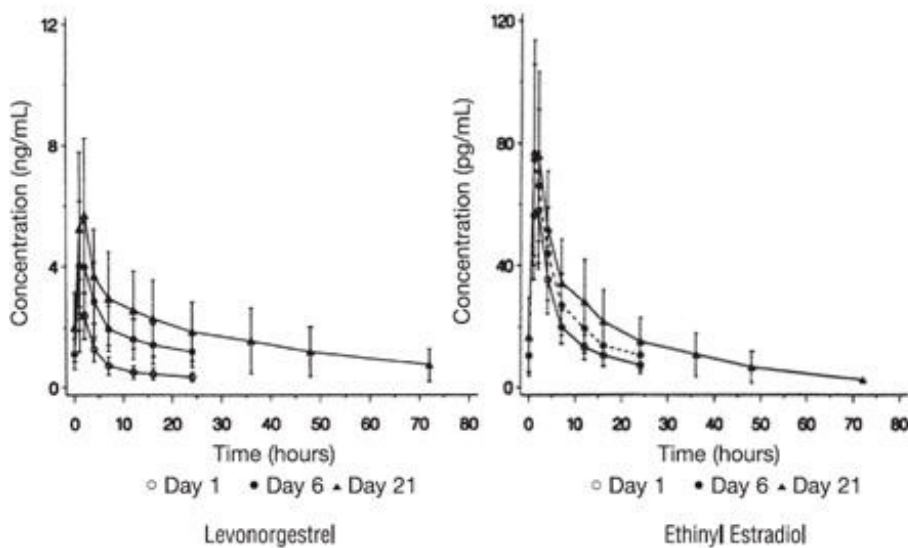 12
8
4
0
Concentration (ng/mL)
0 10 20 30 40 50 60 70 80
Time (hours)
○ Day 1 ● Day 6 ▲ Day 21
Levonorgestrel
120
80
40
0
Concentration (pg/mL)
0 10 20 30 40 50 60 70 80
Time (hours)
○ Day 1 ● Day 6 ▲ Day 21
Ethinyl Estradiol